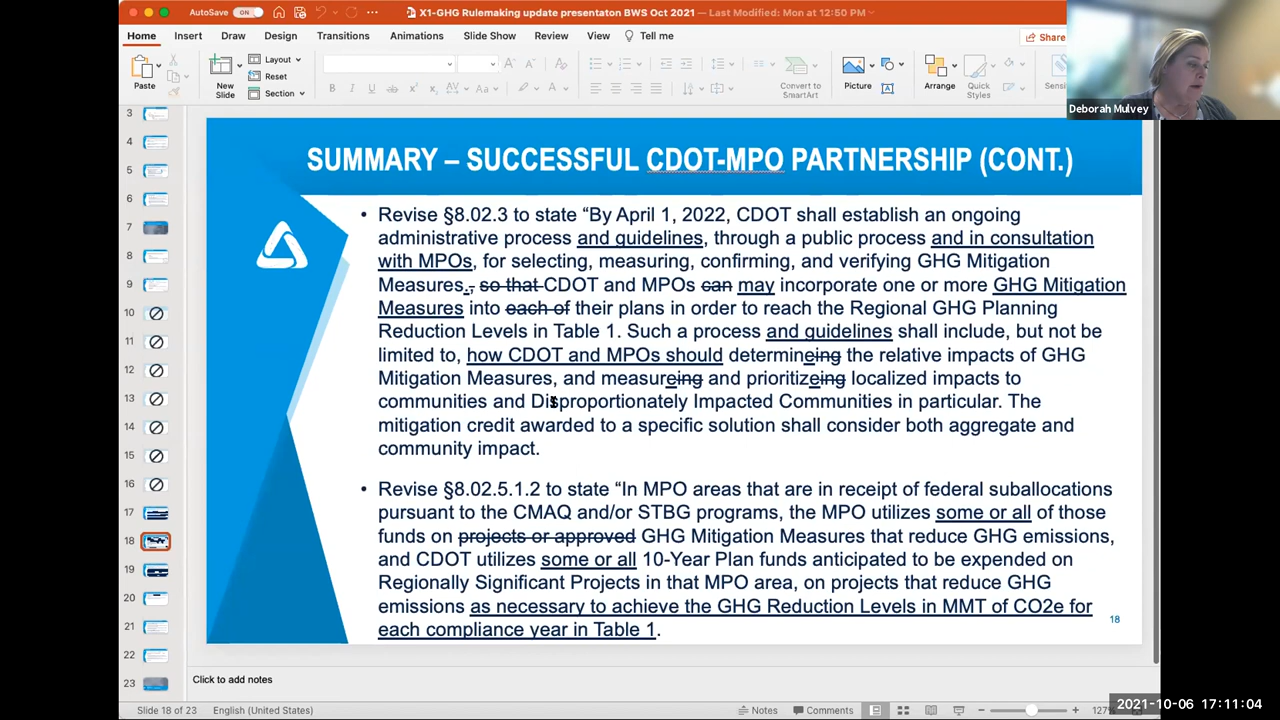 AutoSave ON X1-GHG Rulemaking update presentaton BWS Oct 2021 — Last Modified: Mon at 12:50 PM
Home Insert Draw Design Transitions Animations Slide Show Review View Tell me Share
Paste New Slide Layout Reset Section Convert to SmartArt Picture Arrange Quick Styles
Deborah Mulvey
3
4
5
6
7
8
9
10
11
12
13
14
15
16
17
18
19
20
21
22
23
SUMMARY – SUCCESSFUL CDOT-MPO PARTNERSHIP (CONT.)
• Revise §8.02.3 to state “By April 1, 2022, CDOT shall establish an ongoing
administrative process and guidelines, through a public process and in consultation
with MPOs, for selecting, measuring, confirming, and verifying GHG Mitigation
Measures., so that CDOT and MPOs can may incorporate one or more GHG Mitigation
Measures into each of their plans in order to reach the Regional GHG Planning
Reduction Levels in Table 1. Such a process and guidelines shall include, but not be
limited to, how CDOT and MPOs should determineing the relative impacts of GHG
Mitigation Measures, and measureing and prioritizeing localized impacts to
communities and Disproportionately Impacted Communities in particular. The
mitigation credit awarded to a specific solution shall consider both aggregate and
community impact.
• Revise §8.02.5.1.2 to state “In MPO areas that are in receipt of federal suballocations
pursuant to the CMAQ and/or STBG programs, the MPO utilizes some or all of those
funds on projects or approved GHG Mitigation Measures that reduce GHG emissions,
and CDOT utilizes some or all 10-Year Plan funds anticipated to be expended on
Regionally Significant Projects in that MPO area, on projects that reduce GHG
emissions as necessary to achieve the GHG Reduction Levels in MMT of CO2e for
each compliance year in Table 1.
18
Click to add notes
Slide 18 of 23 English (United States) Notes Comments 127%
2021-10-06 17:11:04